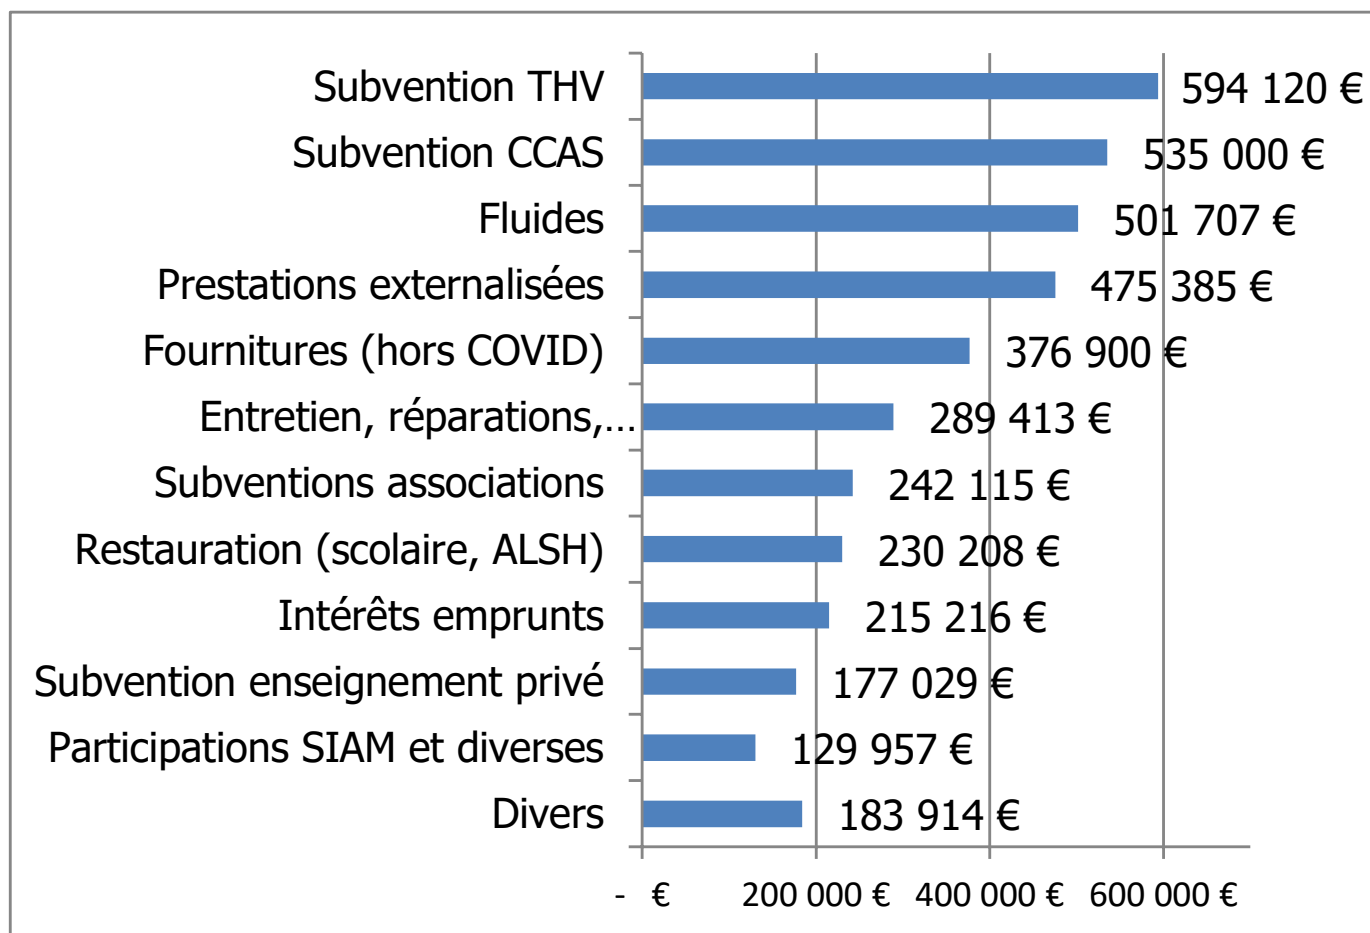 Subvention THV 594 120 €
Subvention CCAS 535 000 €
Fluides 501 707 €
Prestations externalisées 475 385 €
Fournitures (hors COVID) 376 900 €
Entretien, réparations,... 289 413 €
Subventions associations 242 115 €
Restauration (scolaire, ALSH) 230 208 €
Intérêts emprunts 215 216 €
Subvention enseignement privé 177 029 €
Participations SIAM et diverses 129 957 €
Divers 183 914 €
- € 200 000 € 400 000 € 600 000 €